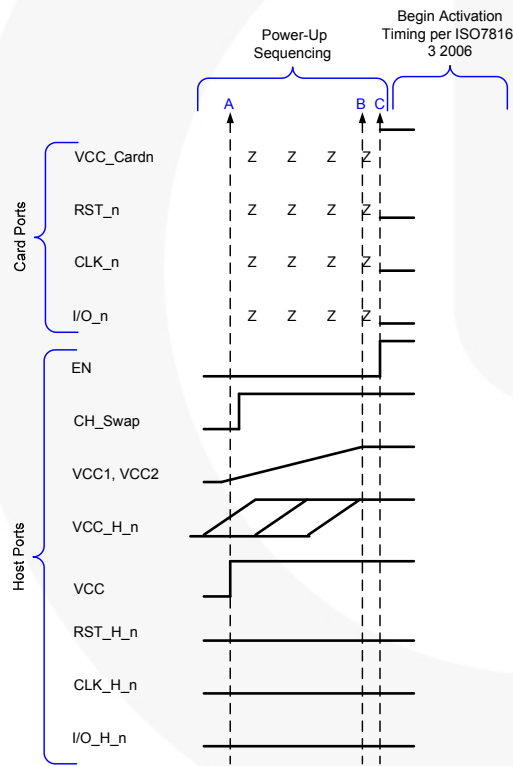 Power-Up
Sequencing
Begin Activation
Timing per ISO7816
3 2006
A B C
VCC_Cardn Z Z Z Z
RST_n Z Z Z Z
CLK_n Z Z Z Z
I/O_n Z Z Z Z
Card Ports
EN
CH_Swap
VCC1, VCC2
VCC_H_n
VCC
RST_H_n
CLK_H_n
I/O_H_n
Host Ports